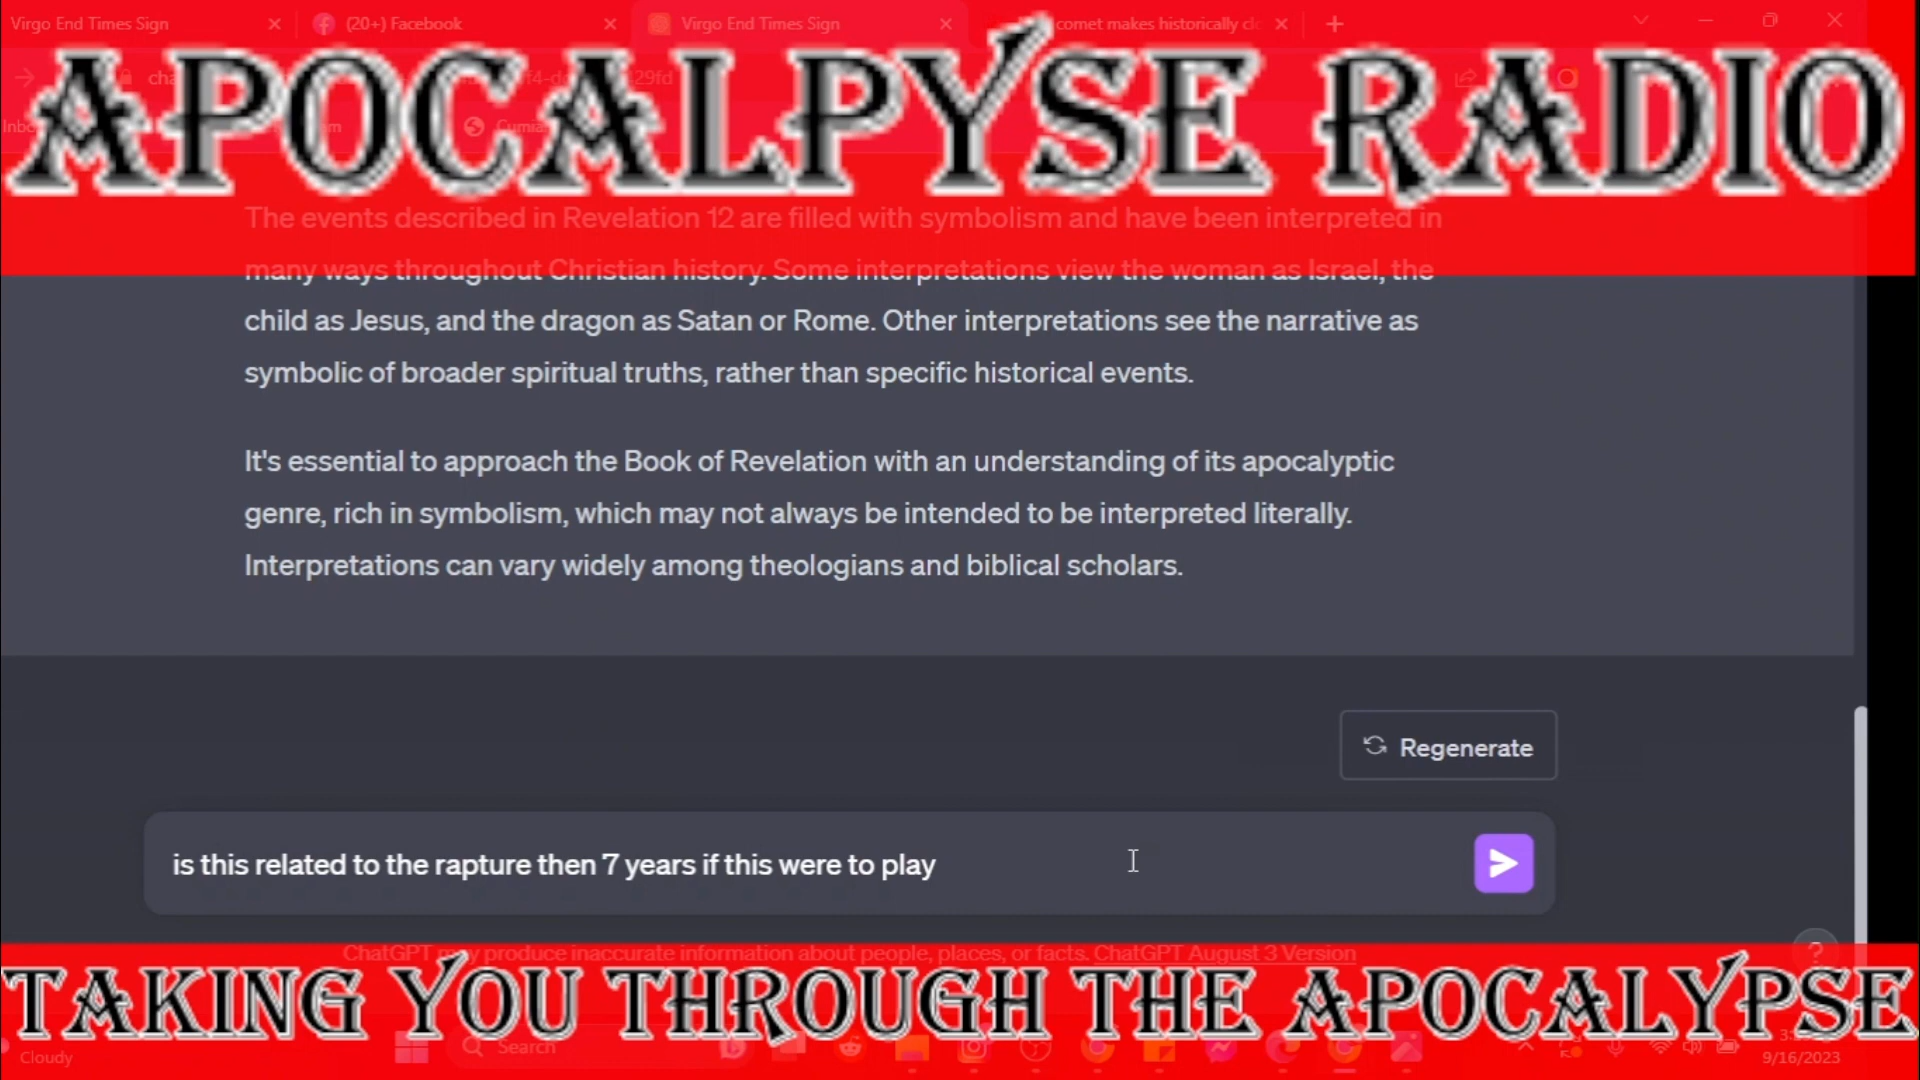 Virgo End Times Sign
(20+) Facebook
Virgo End Times Sign
comet makes historically cl
APOCALPYSE RADIO
The events described in Revelation 12 are filled with symbolism and have been interpreted in
many ways throughout Christian history. Some interpretations view the woman as Israel, the
child as Jesus, and the dragon as Satan or Rome. Other interpretations see the narrative as
symbolic of broader spiritual truths, rather than specific historical events.
It's essential to approach the Book of Revelation with an understanding of its apocalyptic
genre, rich in symbolism, which may not always be intended to be interpreted literally.
Interpretations can vary widely among theologians and biblical scholars.
Regenerate
is this related to the rapture then 7 years if this were to play
ChatGPT may produce inaccurate information about people, places, or facts. ChatGPT August 3 Version
TAKING YOU THROUGH THE APOCALYPSE
Search
Cloudy
9/16/2023